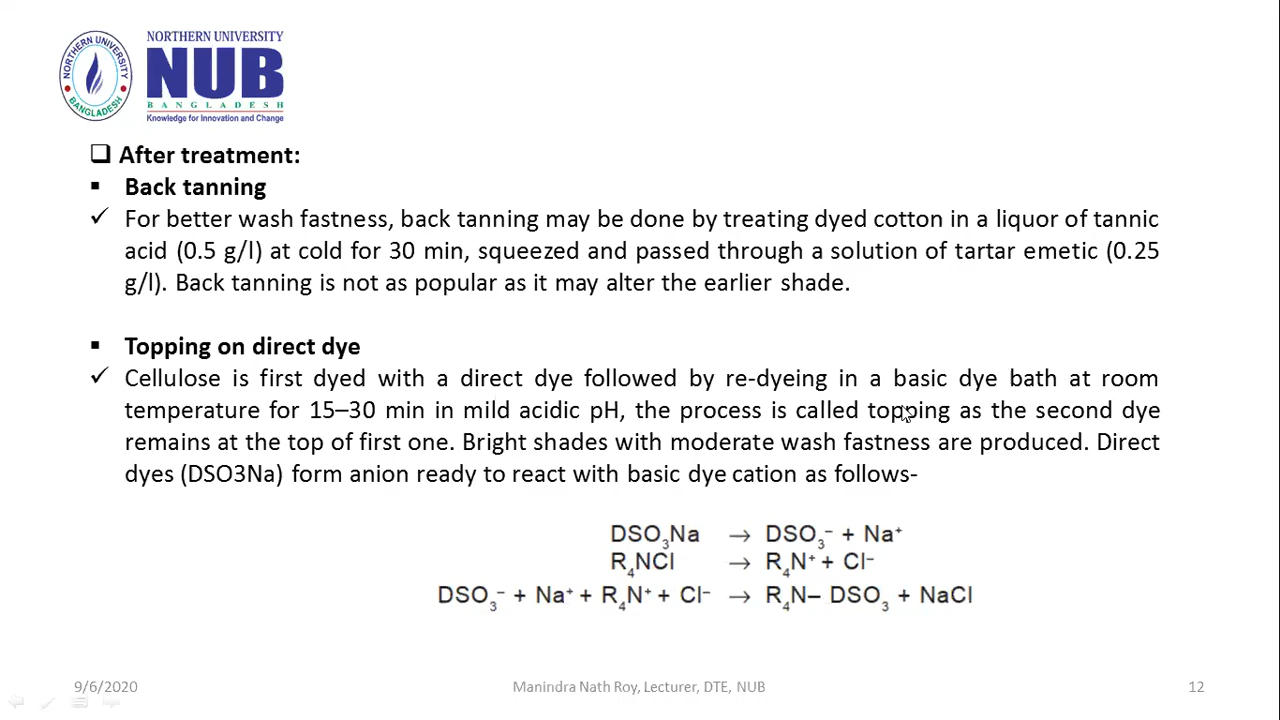 NORTHERN UNIVERSITY
BANGLADESH
NORTHERN UNIVERSITY
NUB
BANGLADESH
Knowledge for Innovation and Change
After treatment:
Back tanning
For better wash fastness, back tanning may be done by treating dyed cotton in a liquor of tannic
acid (0.5 g/l) at cold for 30 min, squeezed and passed through a solution of tartar emetic (0.25
g/l). Back tanning is not as popular as it may alter the earlier shade.
Topping on direct dye
Cellulose is first dyed with a direct dye followed by re-dyeing in a basic dye bath at room
temperature for 15–30 min in mild acidic pH, the process is called topping as the second dye
remains at the top of first one. Bright shades with moderate wash fastness are produced. Direct
dyes (DSO3Na) form anion ready to react with basic dye cation as follows-
DSO₃Na → DSO₃⁻ + Na⁺
R₄NCl → R₄N⁺ + Cl⁻
DSO₃⁻ + Na⁺ + R₄N⁺ + Cl⁻ → R₄N– DSO₃ + NaCl
9/6/2020 Manindra Nath Roy, Lecturer, DTE, NUB 12